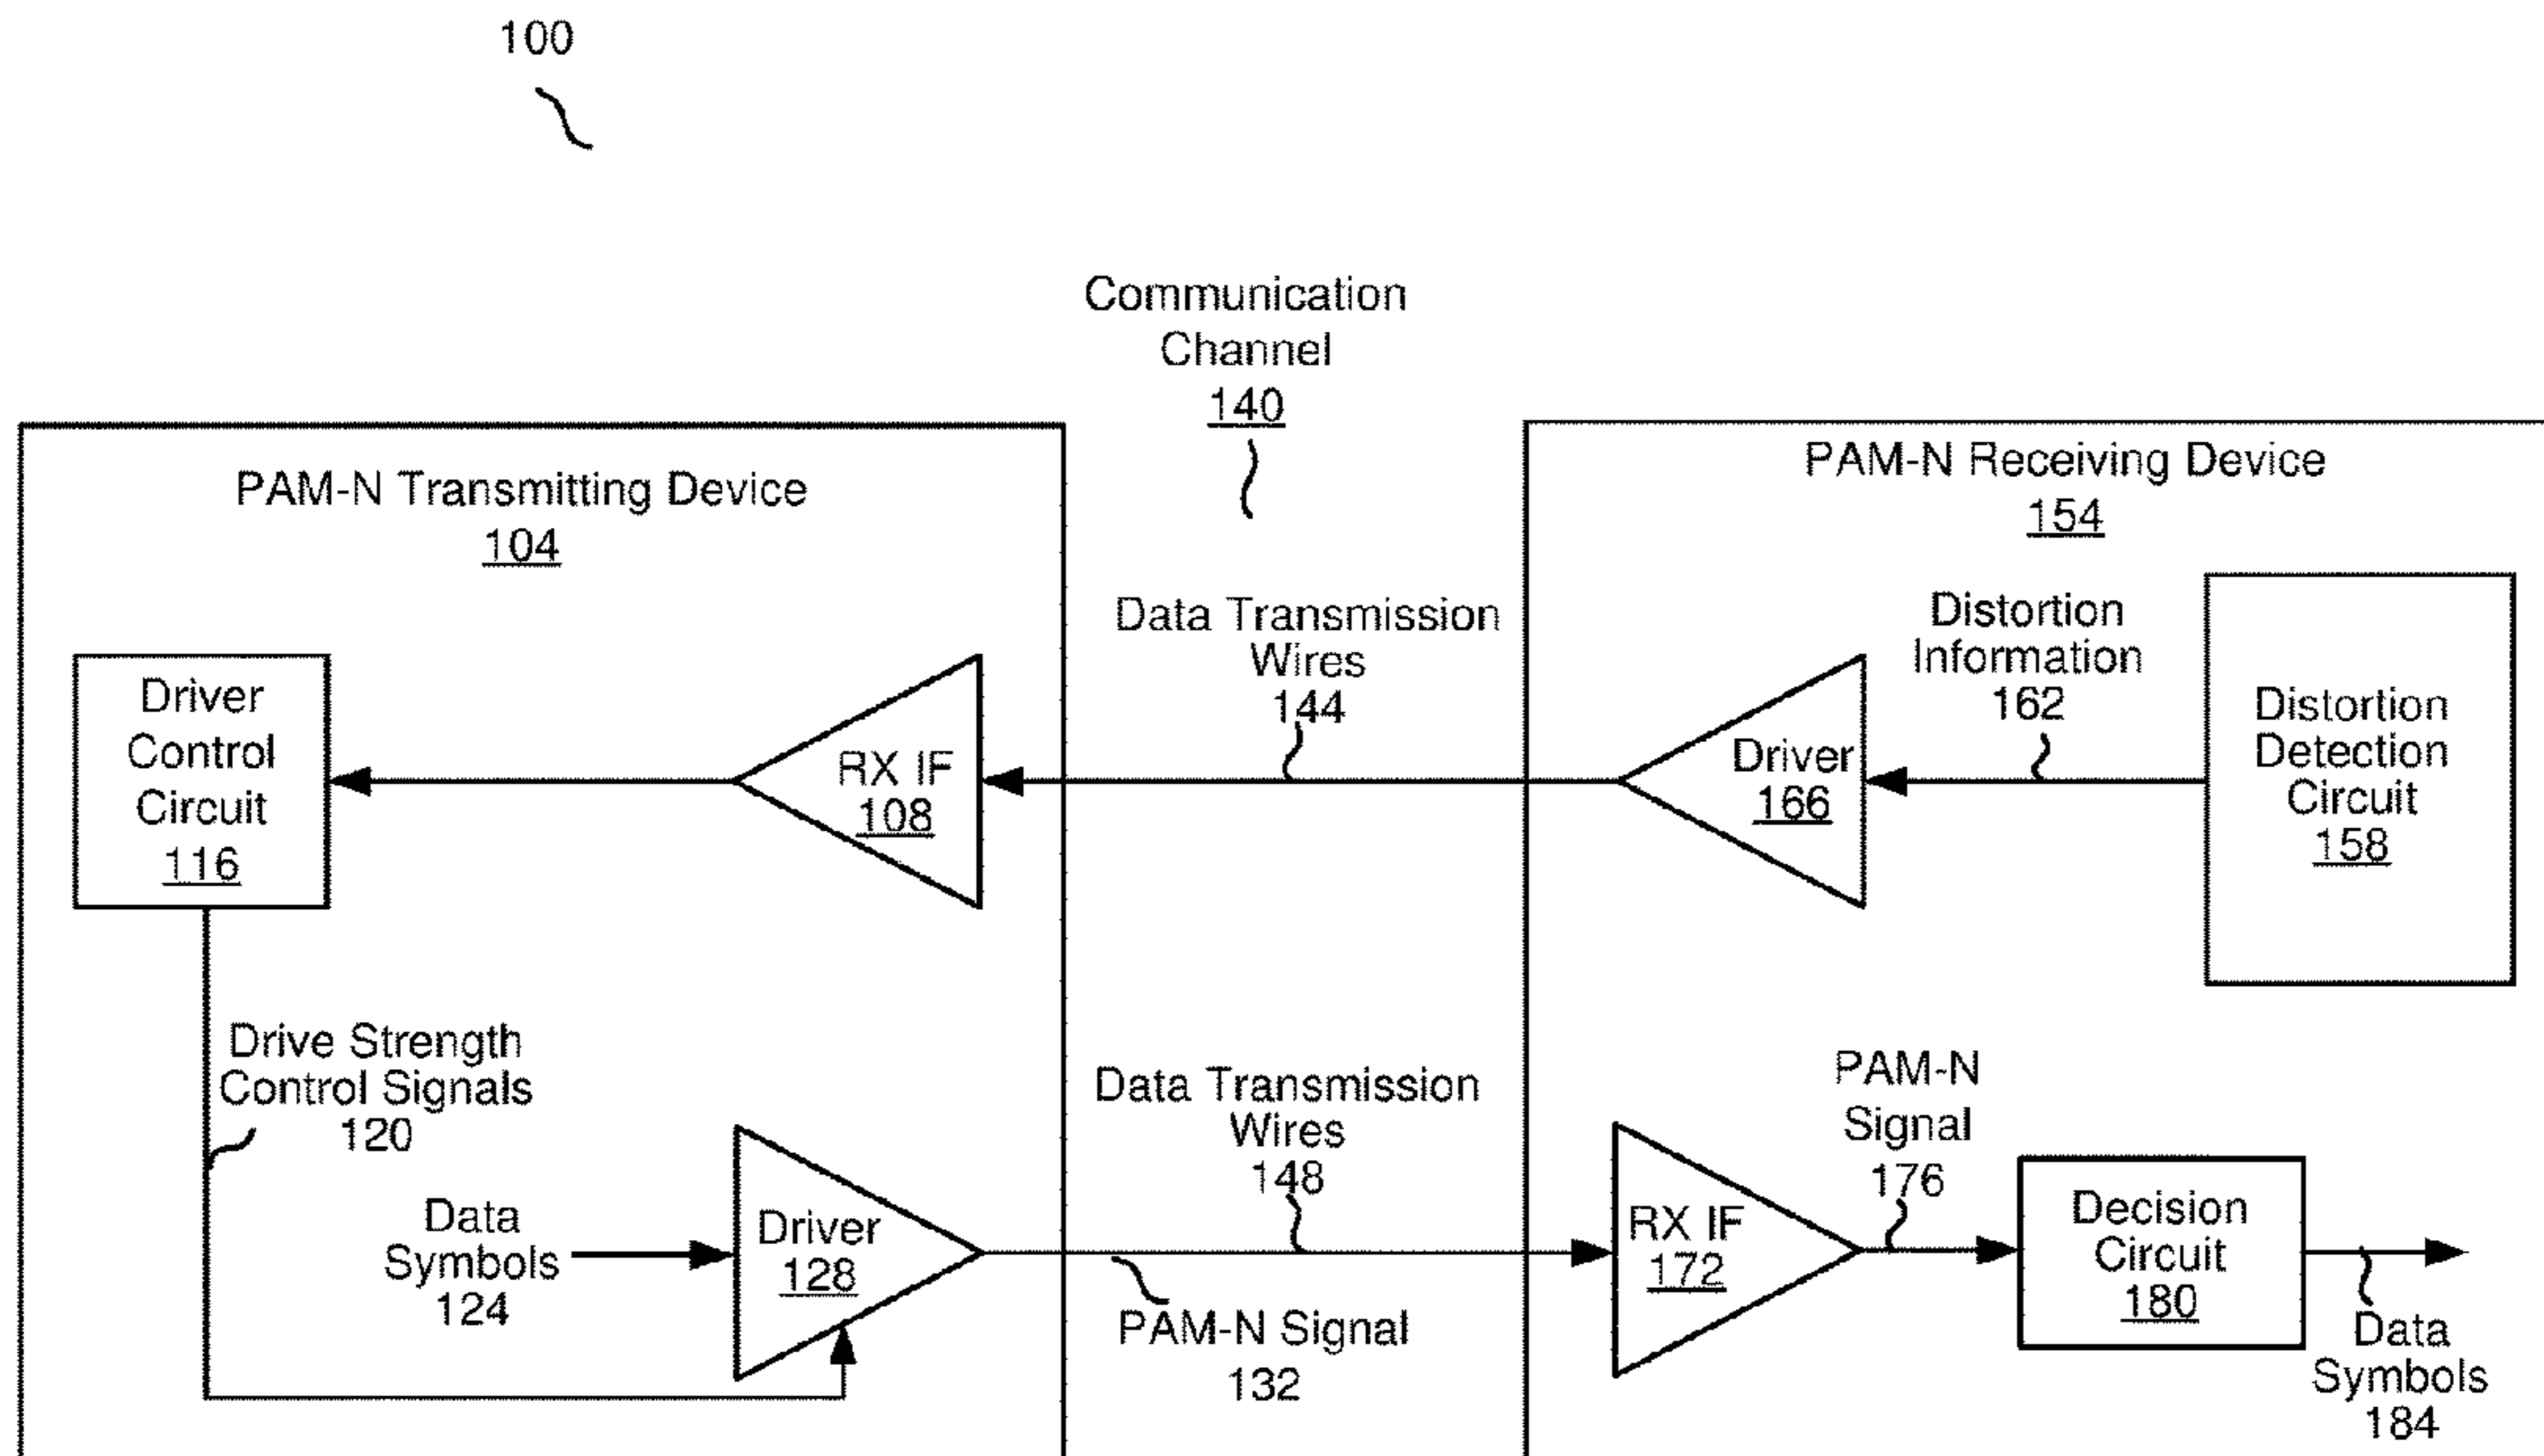 100
Communication
Channel
140
PAM-N Transmitting Device
104
PAM-N Receiving Device
154
Driver
Control
Circuit
116
RX IF
108
Data Transmission
Wires
144
Driver
166
Distortion
Information
162
Distortion
Detection
Circuit
158
Drive Strength
Control Signals
120
Data
Symbols
124
Driver
128
Data Transmission
Wires
148
PAM-N Signal
132
RX IF
172
PAM-N
Signal
176
Decision
Circuit
180
Data
Symbols
184